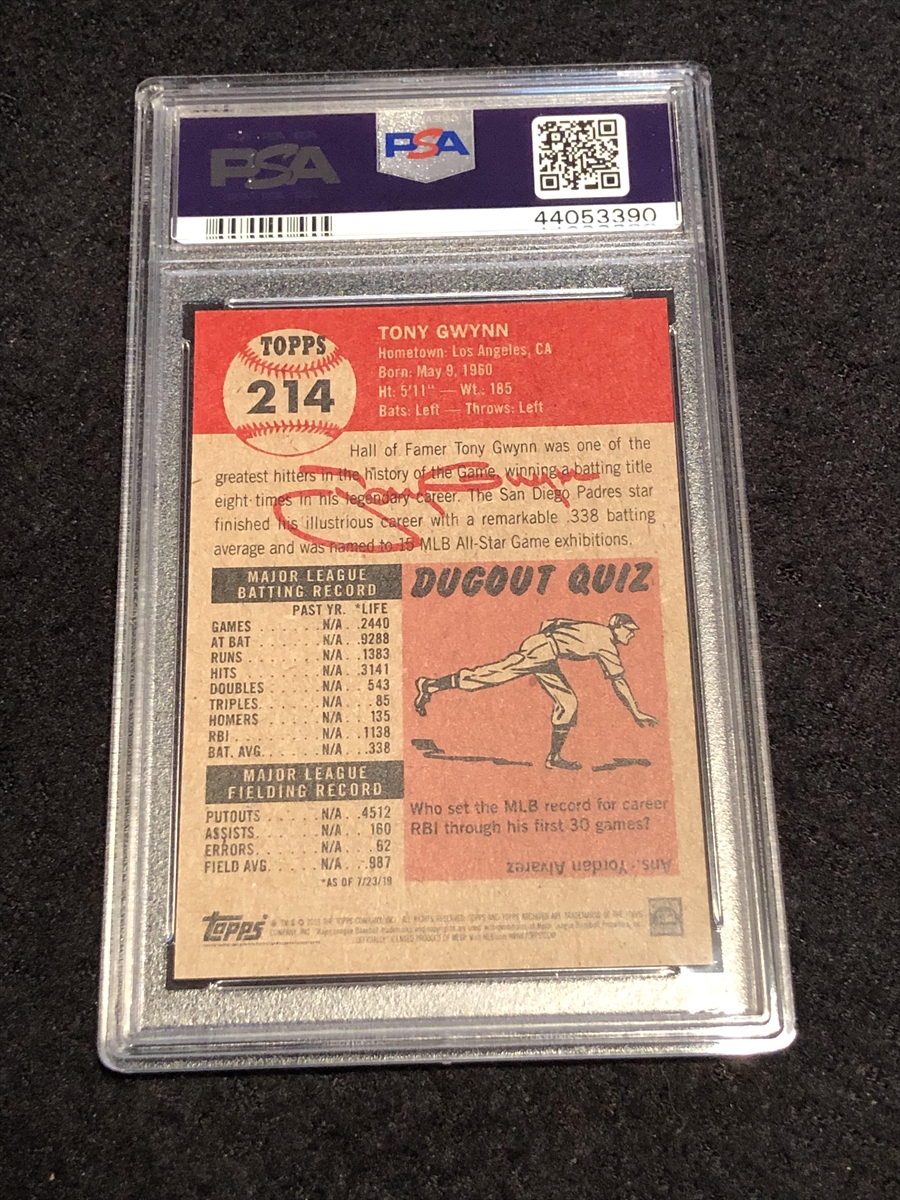 PSA
PSA
44053390
TOPPS
214
TONY GWYNN
Hometown: Los Angeles, CA
Born: May 9, 1960
Ht: 5'11" — Wt.: 185
Bats: Left — Throws: Left
Hall of Famer Tony Gwynn was one of the
greatest hitters in the history of the Game, winning a batting title
eight times in his legendary career. The San Diego Padres star
finished his illustrious career with a remarkable .338 batting
average and was named to 15 MLB All-Star Game exhibitions.
Tony Gwynn
MAJOR LEAGUE
BATTING RECORD
PAST YR. *LIFE
GAMES . . . . . . . N/A . . .2440
AT BAT . . . . . . . N/A . . .9288
RUNS . . . . . . . N/A . . .1383
HITS . . . . . . . N/A . . .3141
DOUBLES . . . . . . N/A . . . 543
TRIPLES . . . . . . N/A . . . . 85
HOMERS . . . . . . N/A . . . 135
RBI . . . . . . . . N/A . . .1138
BAT. AVG. . . . . . N/A . . .338
MAJOR LEAGUE
FIELDING RECORD
PUTOUTS . . . . . . N/A . . .4512
ASSISTS. . . . . . . N/A . . . 160
ERRORS. . . . . . . N/A . . . . 62
FIELD AVG. . . . . . N/A . . .987
*AS OF 7/23/19
DUGOUT QUIZ
Who set the MLB record for career
RBI through his first 30 games?
Ans.: Yordan Alvarez
Topps